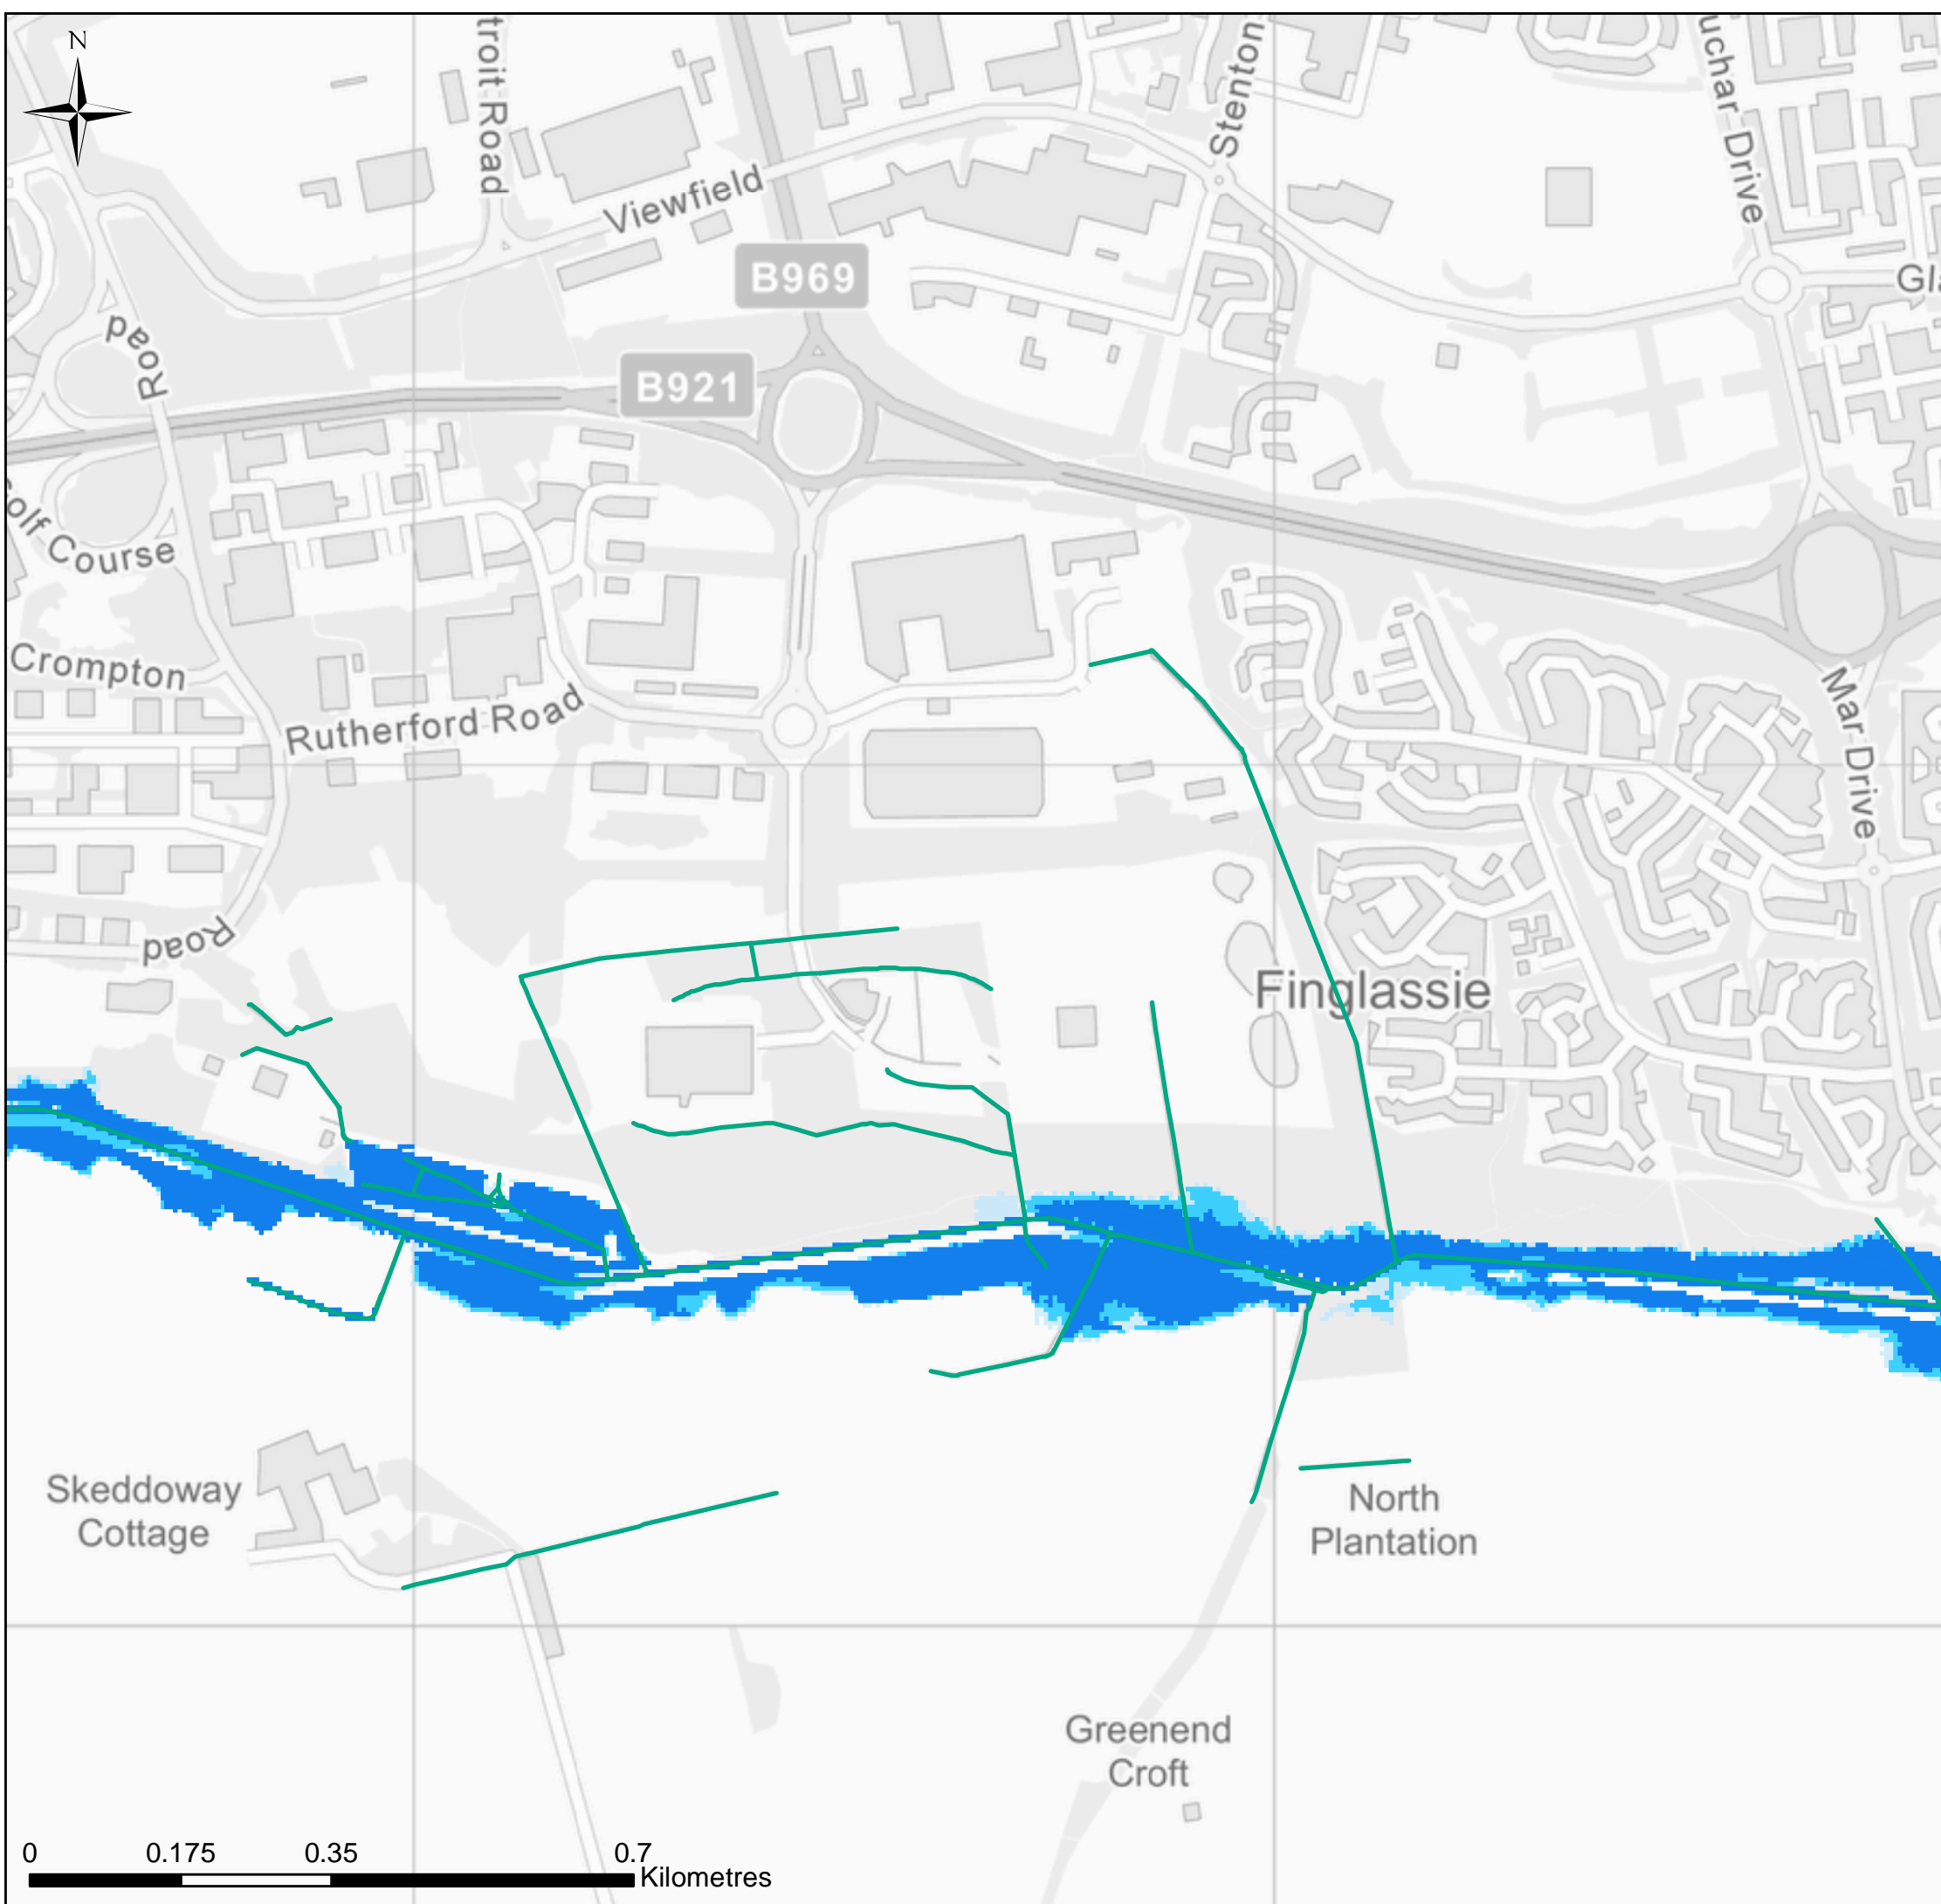 N
troit Road
Stenton
uchar Drive
Viewfield
B969
Gla
Road
B921
olf Course
Crompton
Rutherford Road
Mar Drive
Road
Finglassie
Skeddoway
Cottage
North
Plantation
Greenend
Croft
0 0.175 0.35 0.7
Kilometres